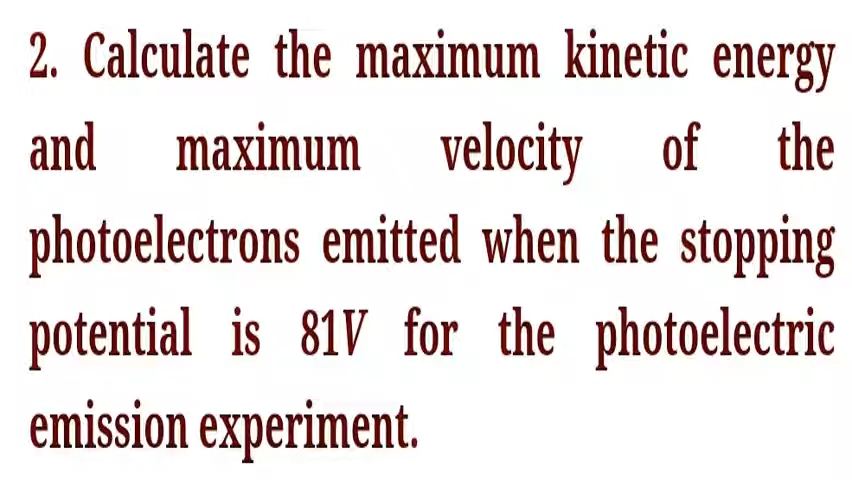 2. Calculate the maximum kinetic energy
and maximum velocity of the
photoelectrons emitted when the stopping
potential is 81V for the photoelectric
emission experiment.